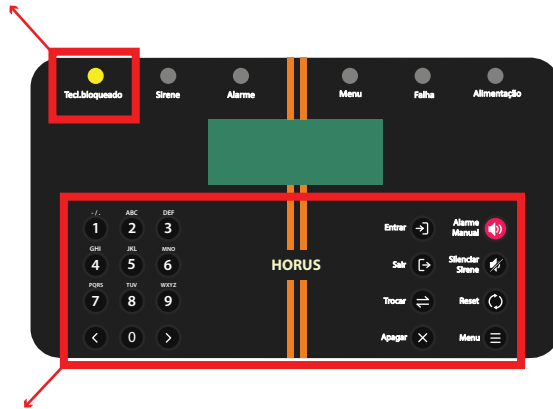 Tecl.bloqueado Sirene Alarme Menu Falha Alimentação
- / . ABC DEF
1 2 3
Entrar
Alarme
Manual
GHI JKL MNO
4 5 6
HORUS
Sair
Silenciar
Sirene
PQRS TUV WXYZ
7 8 9
Trocar
Reset
< 0 >
Apagar
Menu